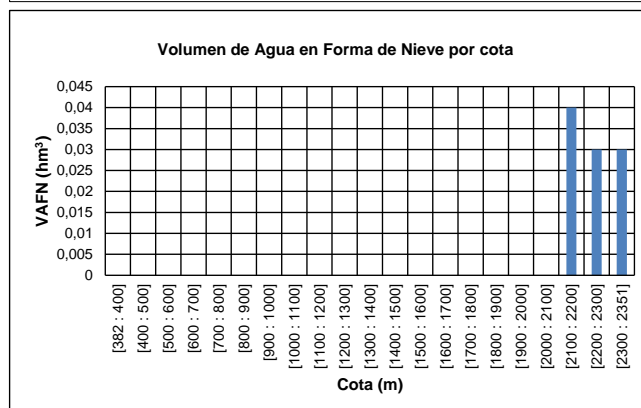 Volumen de Agua en Forma de Nieve por cota
VAFN (hm³)
0,045
0,04
0,035
0,03
0,025
0,02
0,015
0,01
0,005
0
[382 : 400]
[400 : 500]
[500 : 600]
[600 : 700]
[700 : 800]
[800 : 900]
[900 : 1000]
[1000 : 1100]
[1100 : 1200]
[1200 : 1300]
[1300 : 1400]
[1400 : 1500]
[1500 : 1600]
[1600 : 1700]
[1700 : 1800]
[1800 : 1900]
[1900 : 2000]
[2000 : 2100]
[2100 : 2200]
[2200 : 2300]
[2300 : 2351]
Cota (m)